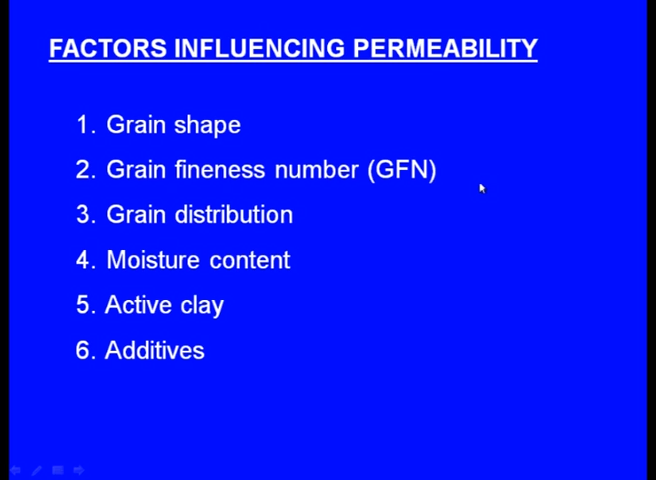 FACTORS INFLUENCING PERMEABILITY
1. Grain shape
2. Grain fineness number (GFN)
3. Grain distribution
4. Moisture content
5. Active clay
6. Additives